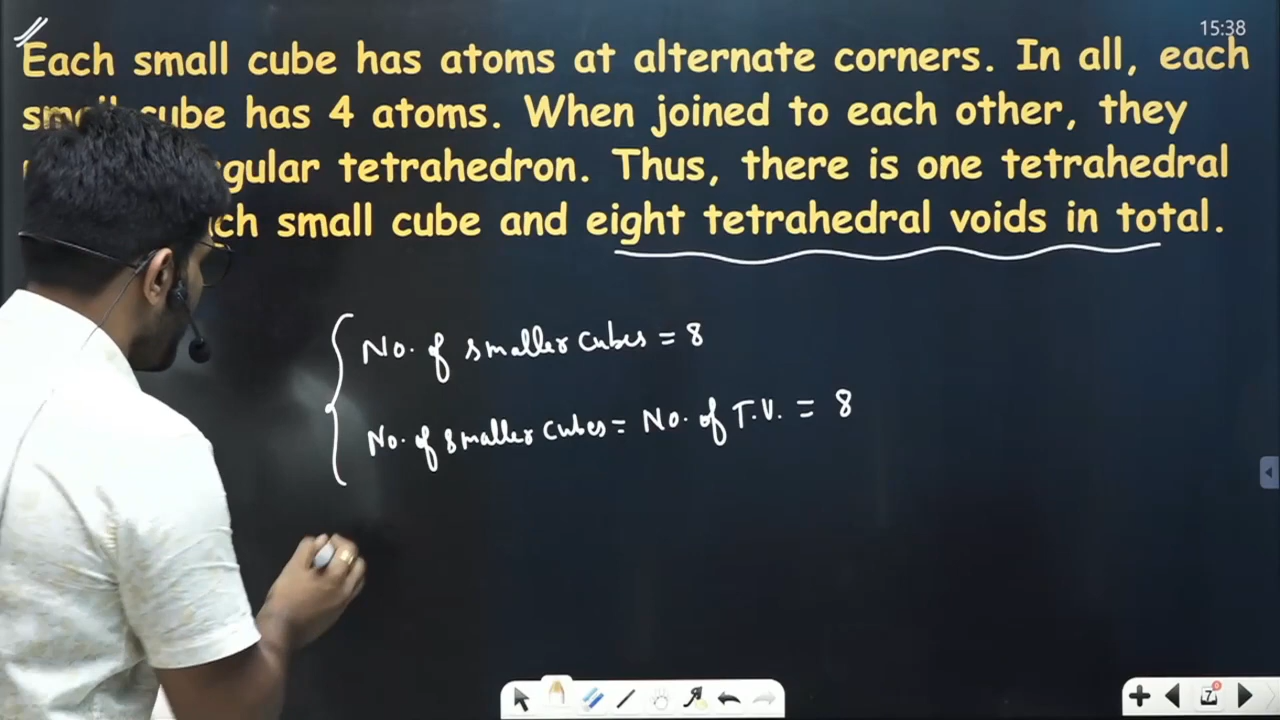 15:38
Each small cube has atoms at alternate corners. In all, each
cube has 4 atoms. When joined to each other, they
tetrahedron. Thus, there is one tetrahedral
small cube and eight tetrahedral voids in total.
No. of smaller cubes = 8
No. of smaller cubes = No. of T.V. = 8
7